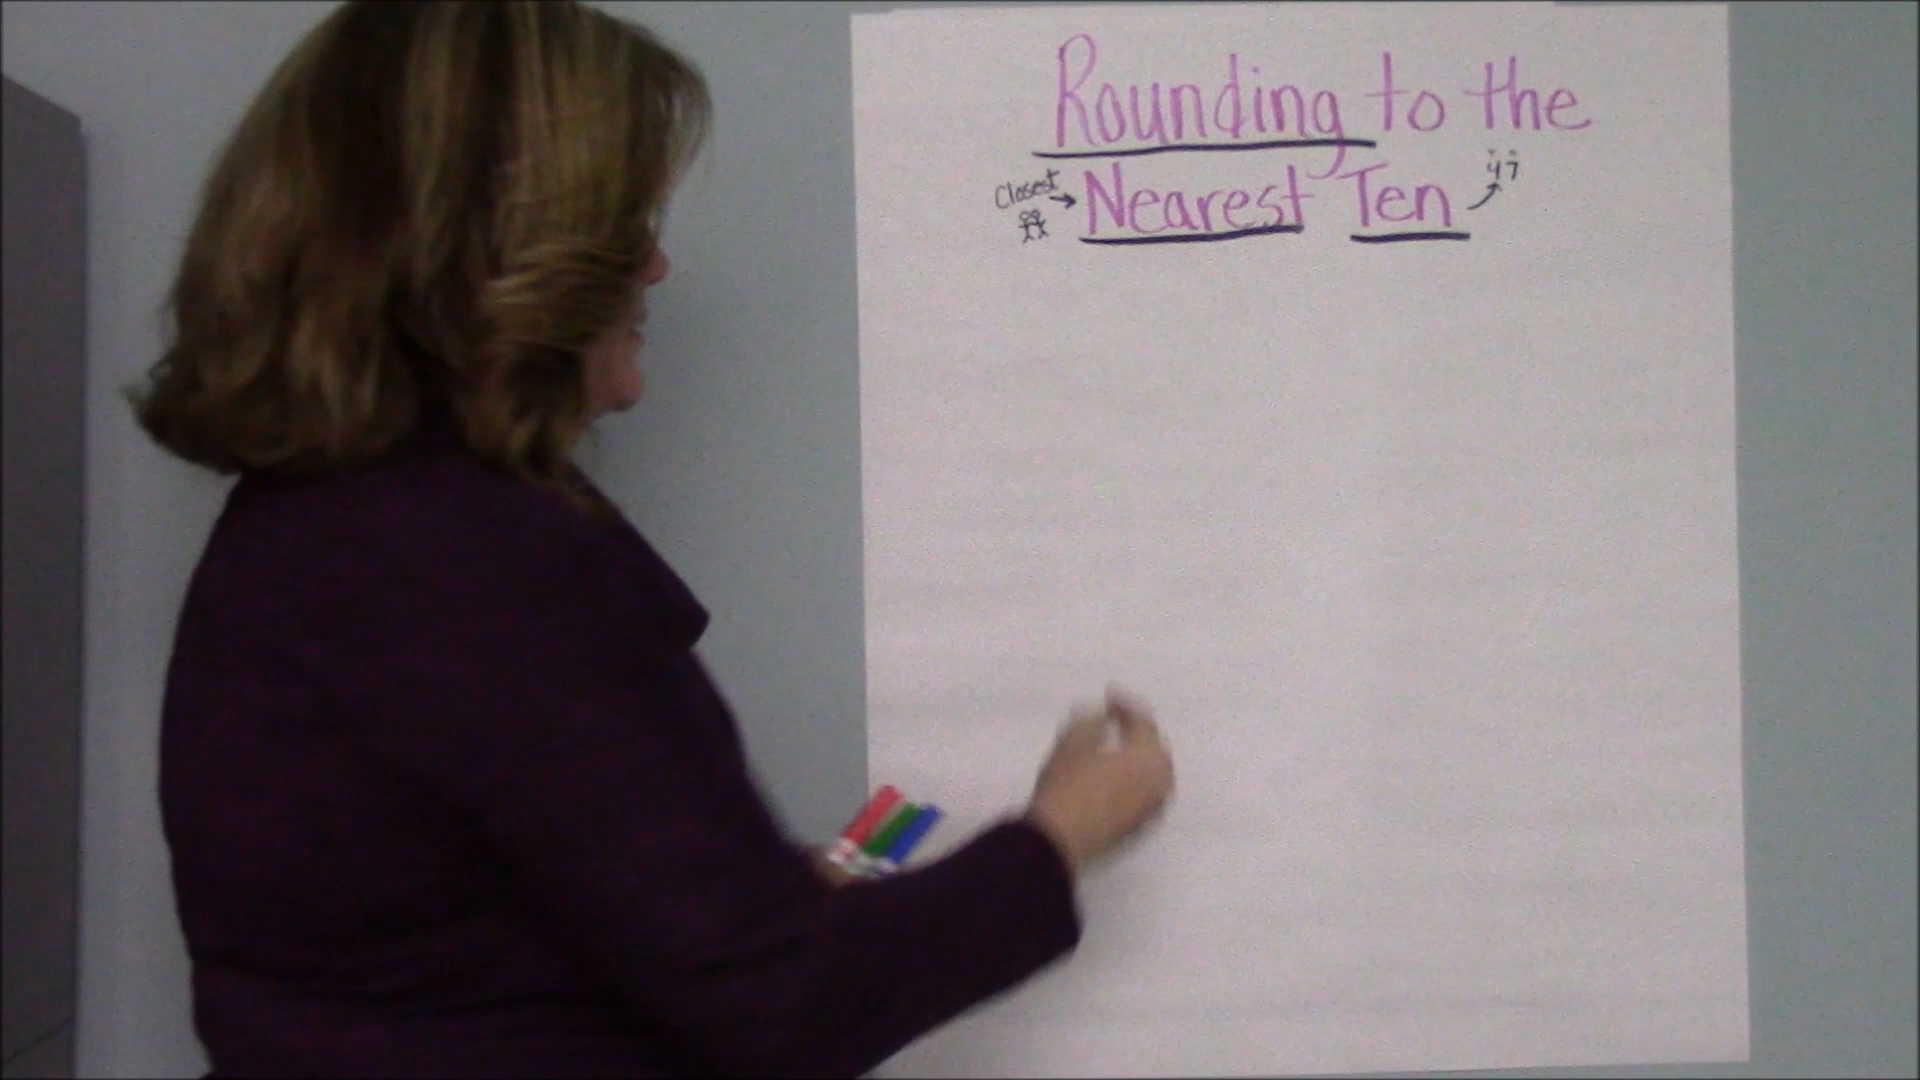 Rounding to the
47
Closest → Nearest Ten